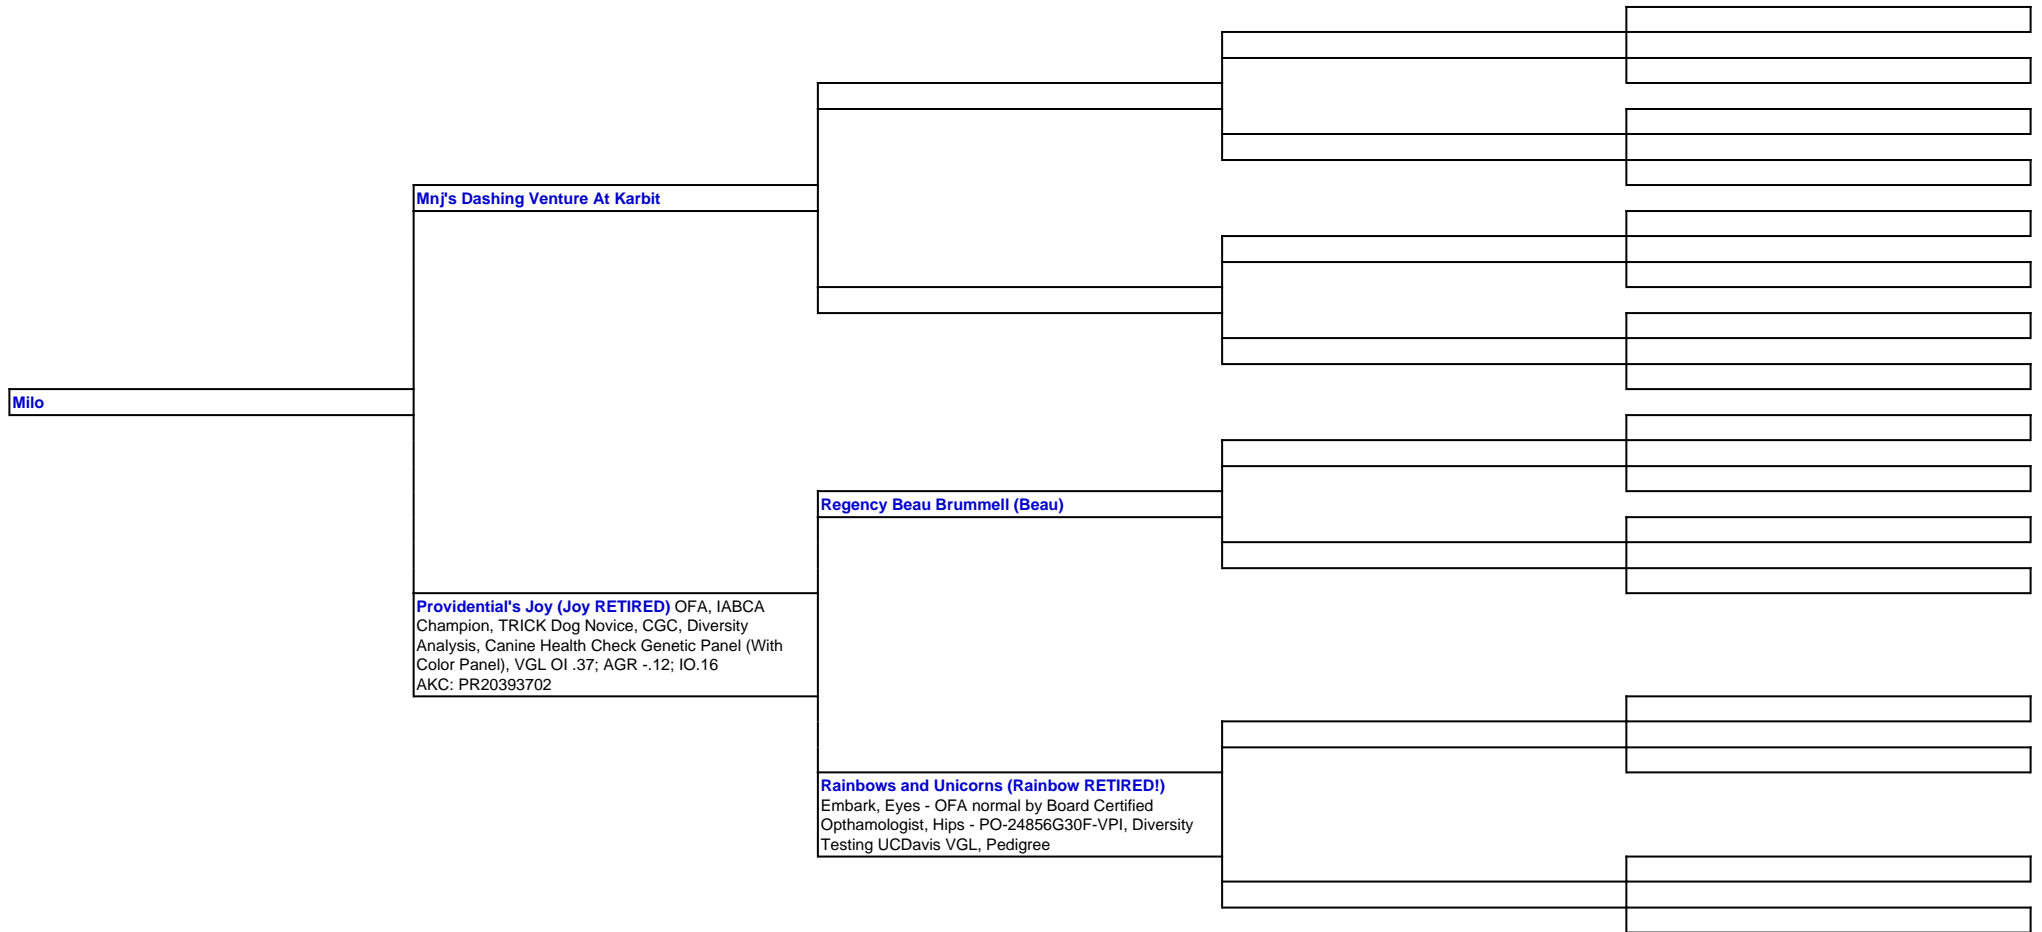 Mnj's Dashing Venture At Karbit
Milo
Regency Beau Brummell (Beau)
Providential's Joy (Joy RETIRED) OFA, IABCA
Champion, TRICK Dog Novice, CGC, Diversity
Analysis, Canine Health Check Genetic Panel (With
Color Panel), VGL OI .37; AGR -.12; IO.16
AKC: PR20393702
Rainbows and Unicorns (Rainbow RETIRED!)
Embark, Eyes - OFA normal by Board Certified
Opthamologist, Hips - PO-24856G30F-VPI, Diversity
Testing UCDavis VGL, Pedigree